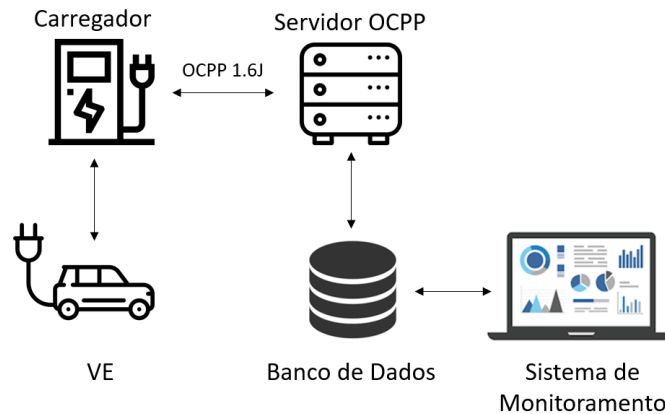 Carregador
Servidor OCPP
OCPP 1.6J
VE
Banco de Dados
Sistema de
Monitoramento